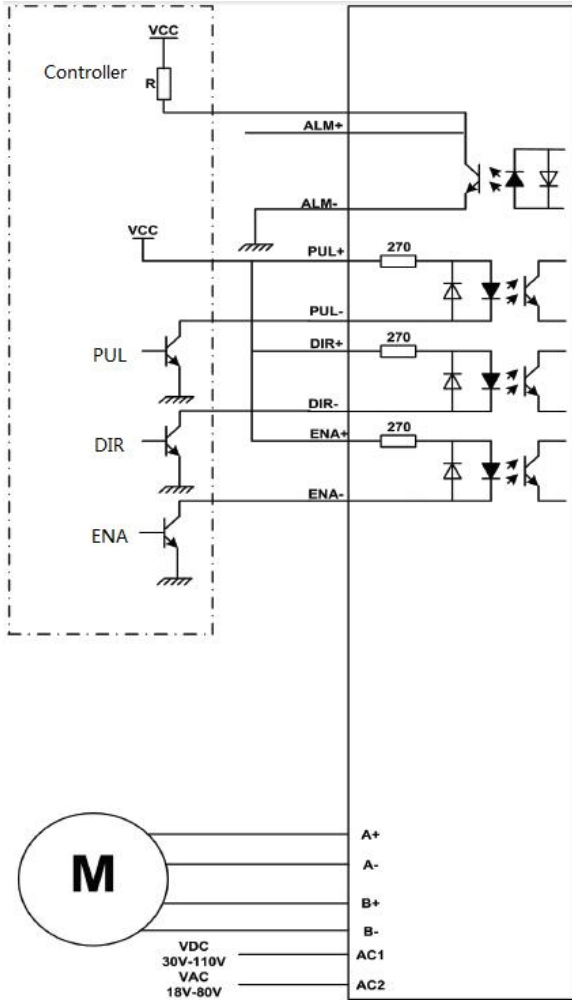 VCC
Controller
R
ALM+
ALM-
VCC
PUL+
270
PUL-
PUL
DIR+
270
DIR-
DIR
ENA+
270
ENA-
ENA
M
A+
A-
B+
B-
VDC
30V-110V
AC1
VAC
18V-80V
AC2